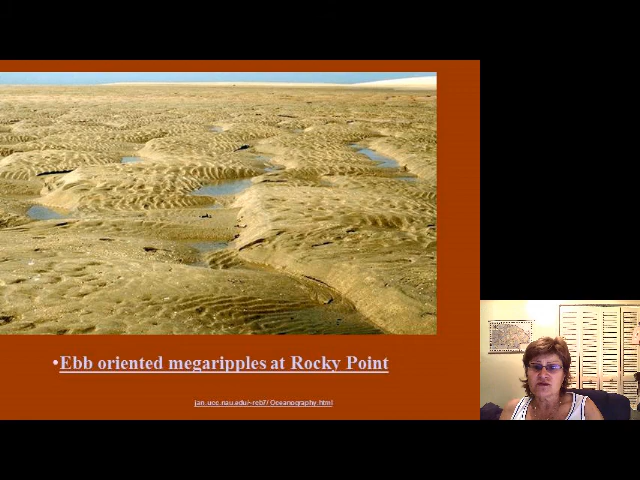 •Ebb oriented megaripples at Rocky Point
jan.ucc.nau.edu/~rcb7/Oceanography.html